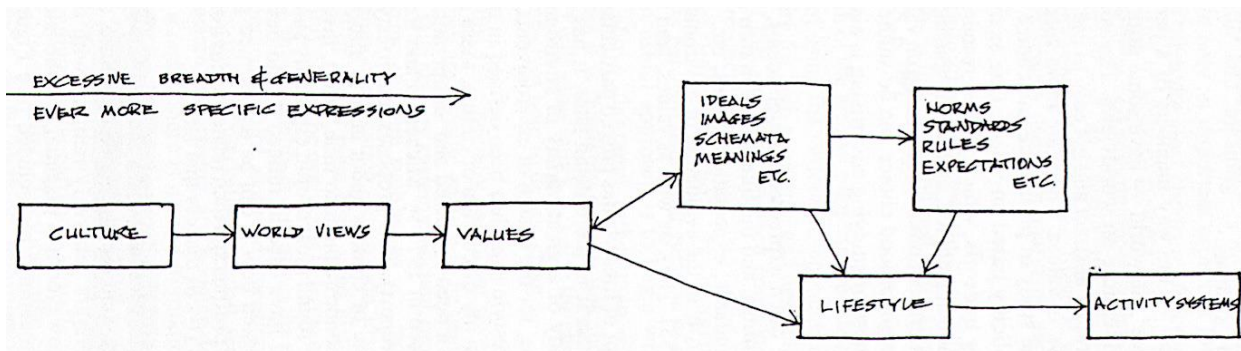 EXCESSIVE BREADTH & GENERALITY
EVER MORE SPECIFIC EXPRESSIONS
IDEALS
IMAGES
SCHEMATA
MEANINGS
ETC.
NORMS
STANDARDS
RULES
EXPECTATIONS
ETC.
CULTURE
WORLD VIEWS
VALUES
LIFESTYLE
ACTIVITY SYSTEMS